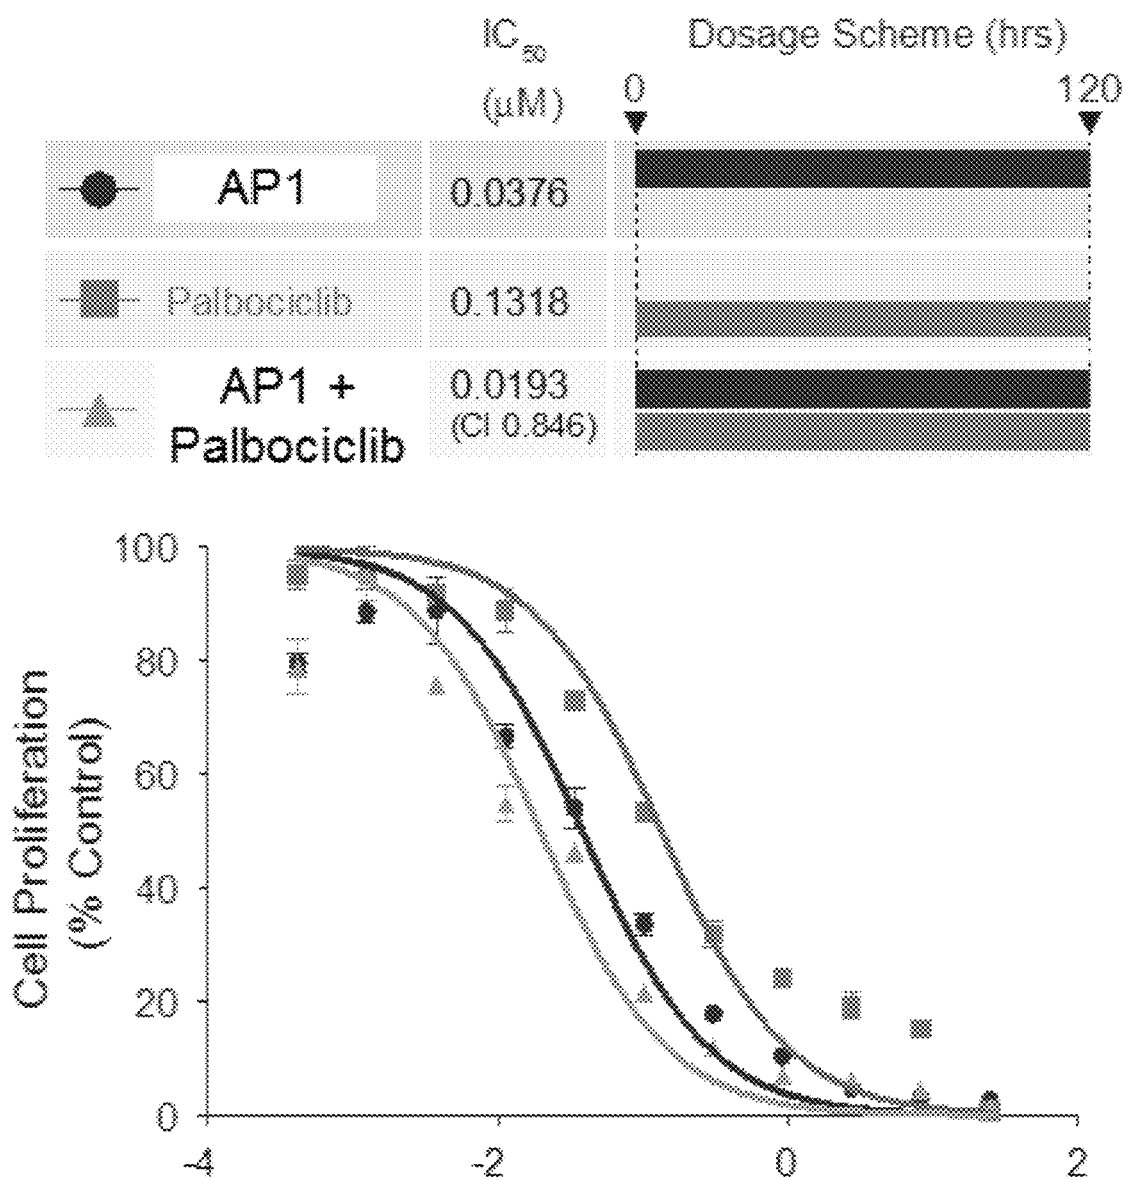 IC50 Dosage Scheme (hrs)
(μM) 0 120
AP1 0.0376
Palbociclib 0.1318
AP1 + 0.0193
Palbociclib (CI 0.846)
Cell Proliferation
(% Control)
100
80
60
40
20
0
-4 -2 0 2